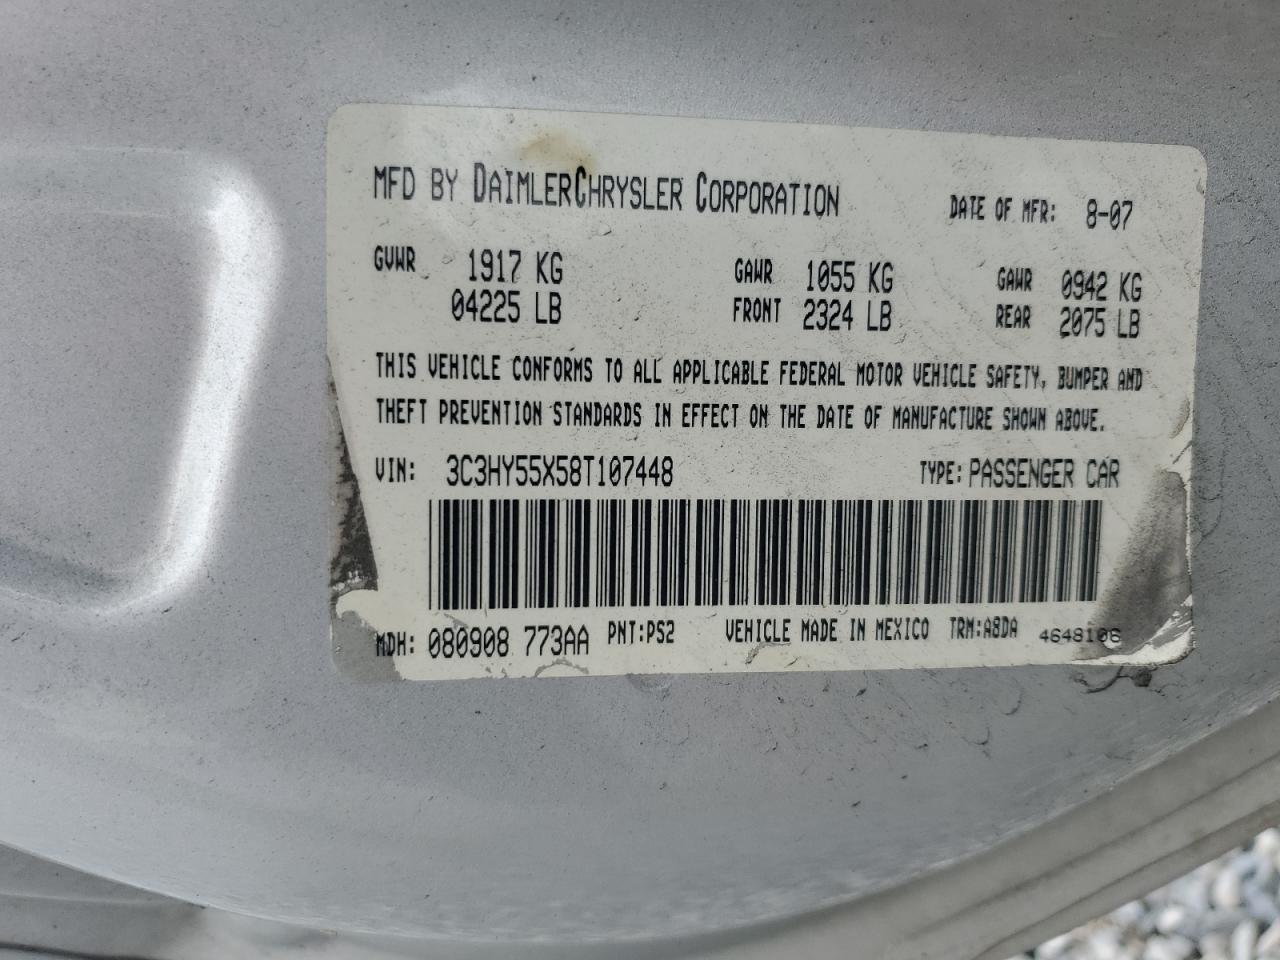 MFD BY DAIMLERCHRYSLER CORPORATION DATE OF MFR: 8-07
GVWR 1917 KG GAWR 1055 KG GAWR 0942 KG
04225 LB FRONT 2324 LB REAR 2075 LB
THIS VEHICLE CONFORMS TO ALL APPLICABLE FEDERAL MOTOR VEHICLE SAFETY, BUMPER AND
THEFT PREVENTION STANDARDS IN EFFECT ON THE DATE OF MANUFACTURE SHOWN ABOVE.
VIN: 3C3HY55X58T107448 TYPE: PASSENGER CAR
MDH: 080908 773AA PNT:PS2 VEHICLE MADE IN MEXICO TRM:A8DA 4648106